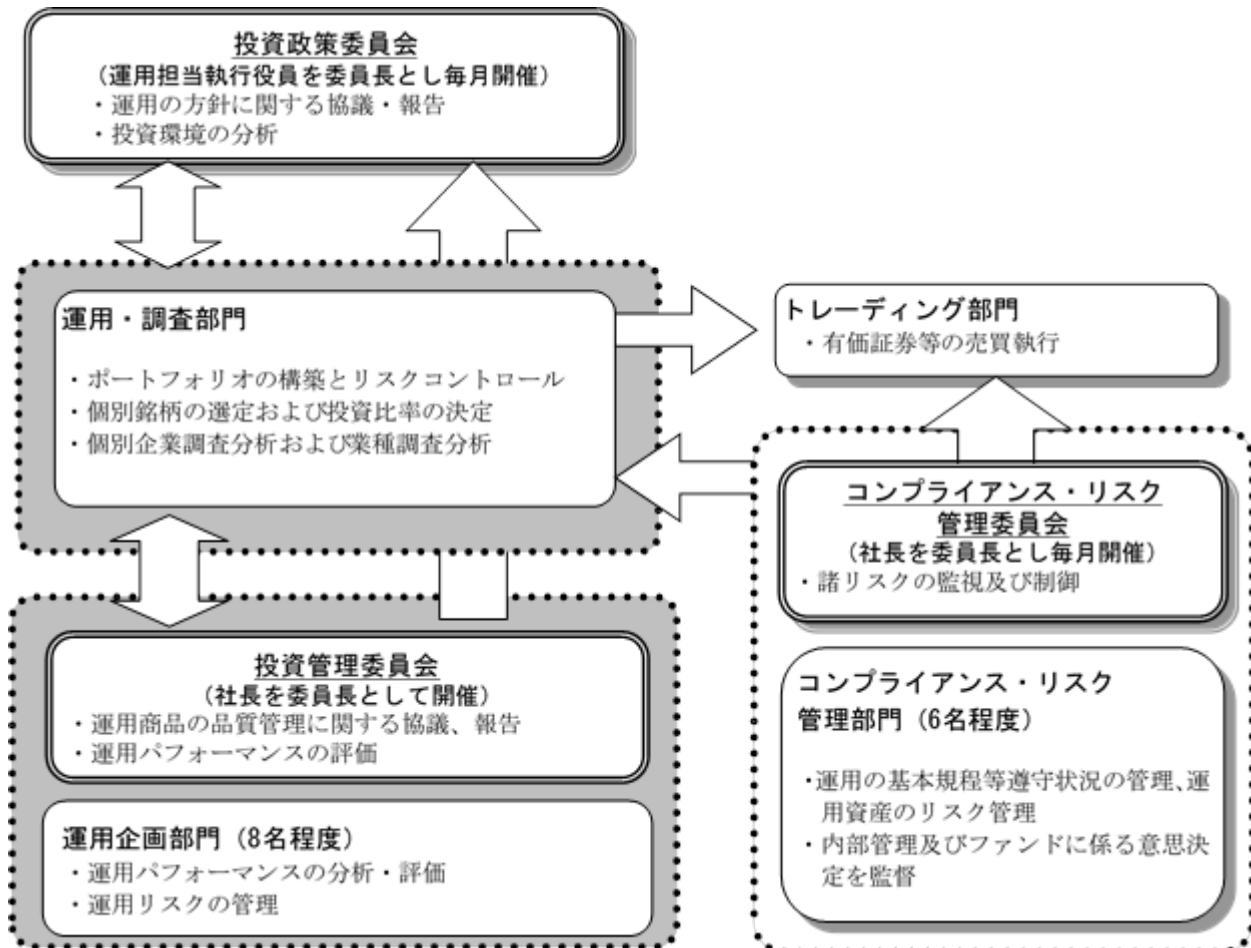 投資政策委員会
（運用担当執行役員を委員長とし毎月開催）
・運用の方針に関する協議・報告
・投資環境の分析
運用・調査部門
・ポートフォリオの構築とリスクコントロール
・個別銘柄の選定および投資比率の決定
・個別企業調査分析および業種調査分析
トレーディング部門
・有価証券等の売買執行
コンプライアンス・リスク
管理委員会
（社長を委員長とし毎月開催）
・諸リスクの監視及び制御
投資管理委員会
（社長を委員長として開催）
・運用商品の品質管理に関する協議、報告
・運用パフォーマンスの評価
運用企画部門（8名程度）
・運用パフォーマンスの分析・評価
・運用リスクの管理
コンプライアンス・リスク
管理部門（6名程度）
・運用の基本規程等遵守状況の管理、運
用資産のリスク管理
・内部管理及びファンドに係る意思決
定を監督